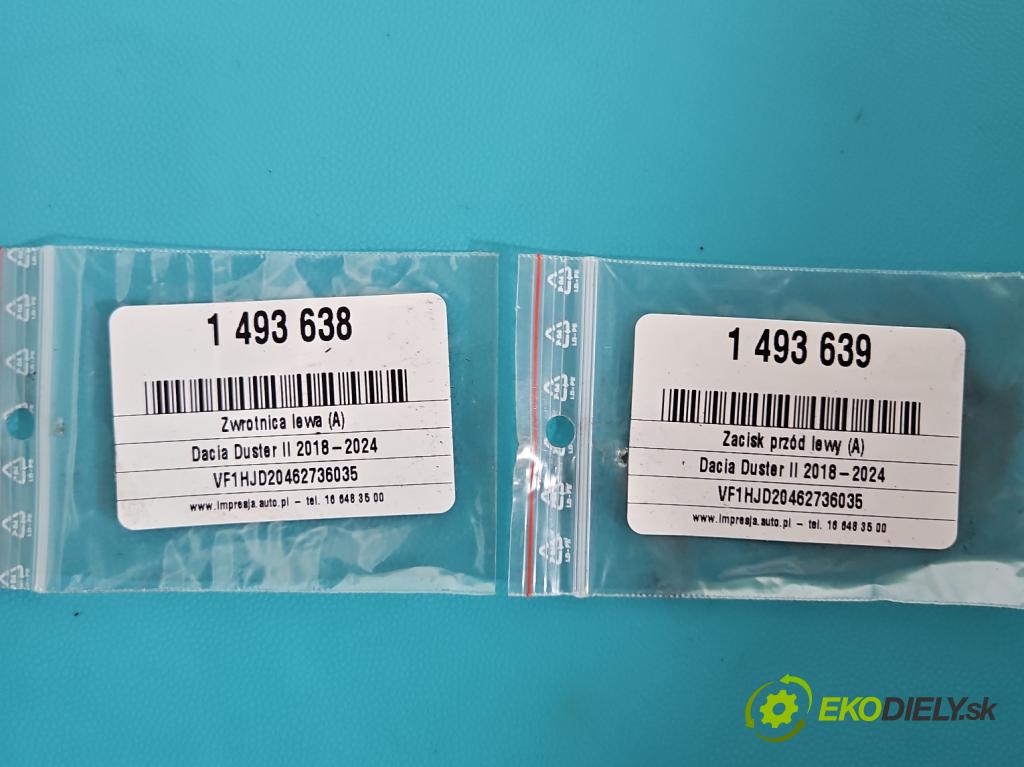 1 493 638
Zwrotnica lewa (A)
Dacia Duster II 2018-2024
VF1HJD20462736035
www.impresja.auto.pl - tel. 16 648 35 00
1 493 639
Zacisk przód lewy (A)
Dacia Duster II 2018-2024
VF1HJD20462736035
www.impresja.auto.pl - tel. 16 648 35 00
EKODIELY.sk